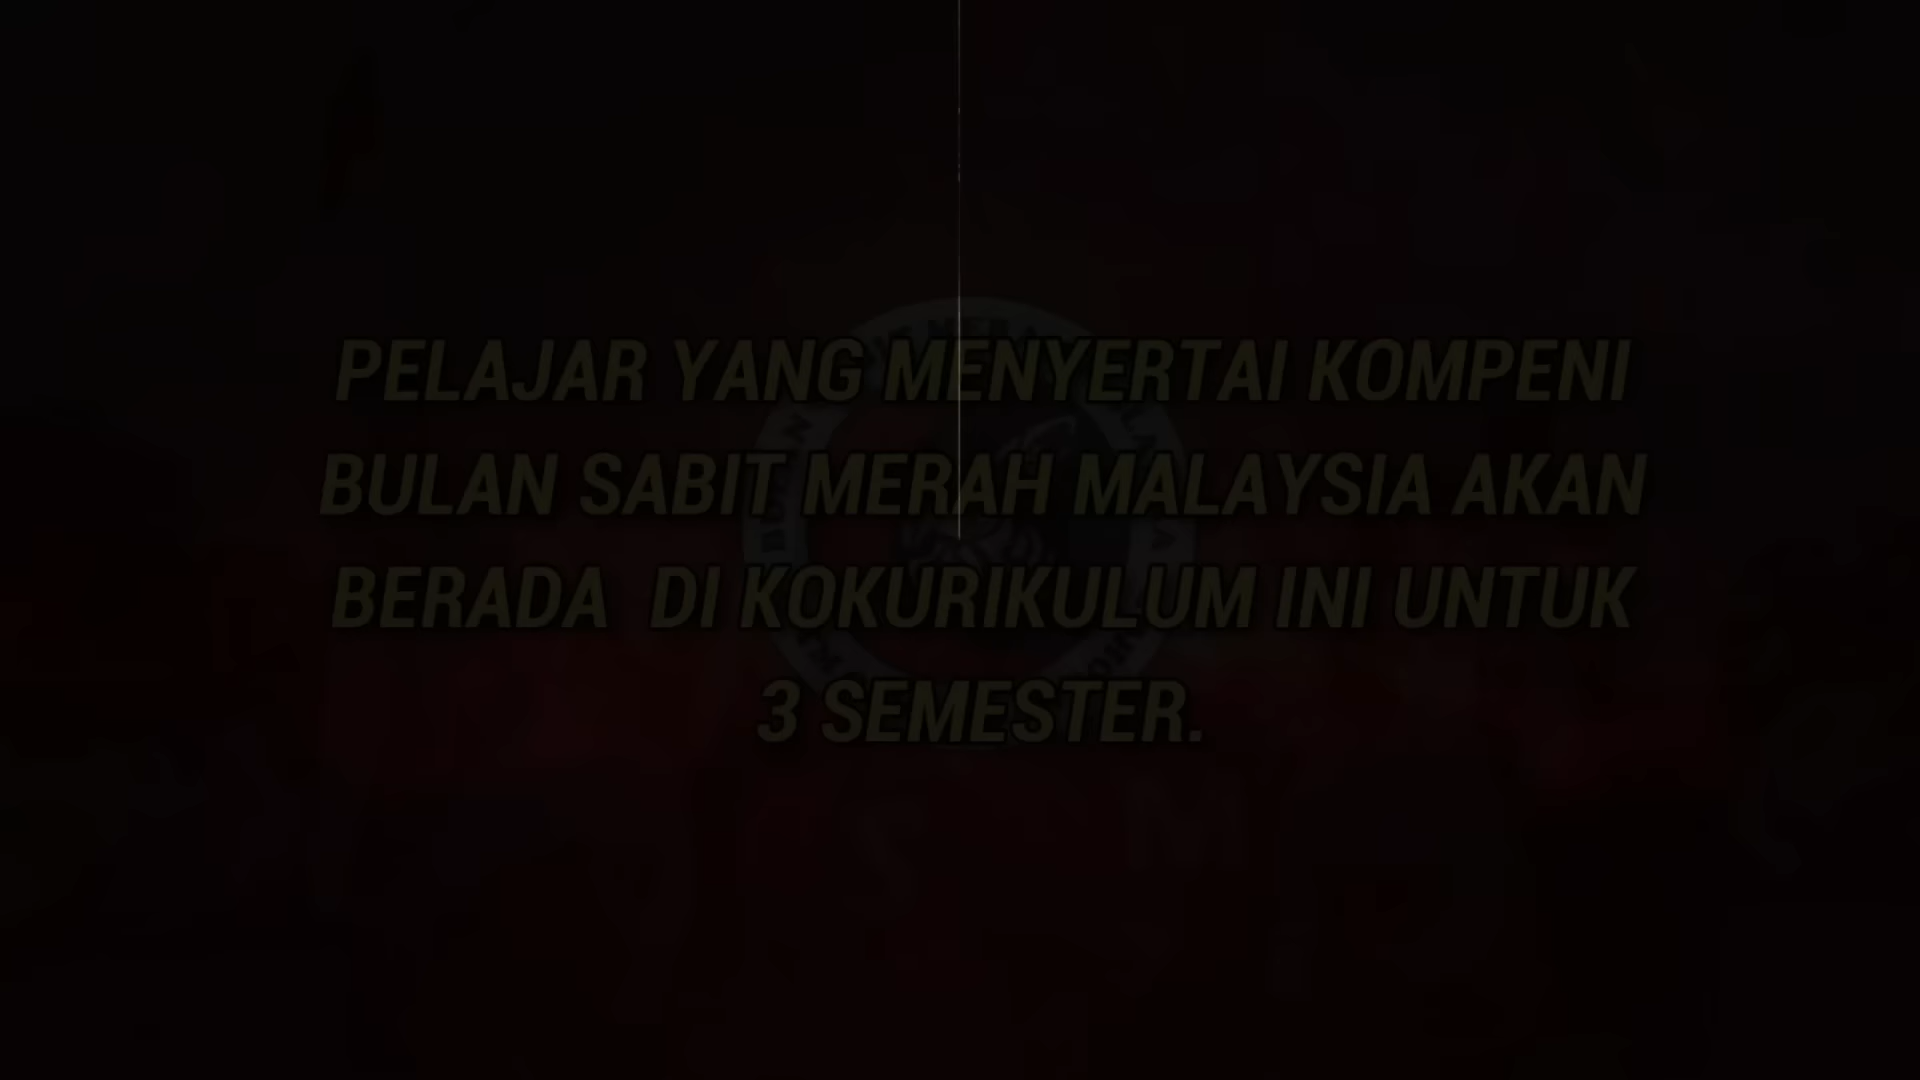 PELAJAR YANG MENYERTAI KOMPENI
BULAN SABIT MERAH MALAYSIA AKAN
BERADA  DI KOKURIKULUM INI UNTUK
3 SEMESTER.